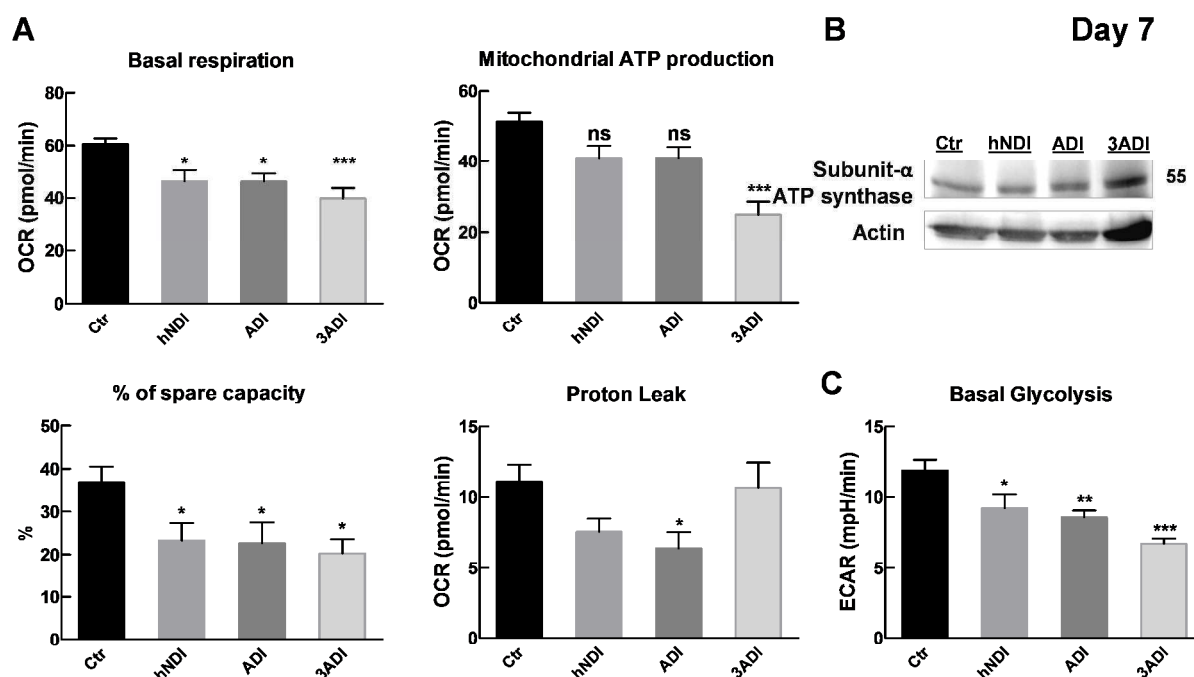 A
Basal respiration
OCR (pmol/min)
80
60
40
20
0
*
*
***
Ctr
hNDI
ADI
3ADI
Mitochondrial ATP production
OCR (pmol/min)
60
40
20
0
ns
ns
***
Ctr
hNDI
ADI
3ADI
B
Day 7
Ctr hNDI ADI 3ADI
Subunit-α
ATP synthase
55
Actin
% of spare capacity
%
50
40
30
20
10
0
*
*
*
Ctr
hNDI
ADI
3ADI
Proton Leak
OCR (pmol/min)
15
10
5
0
*
Ctr
hNDI
ADI
3ADI
C
Basal Glycolysis
ECAR (mpH/min)
15
10
5
0
*
**
***
Ctr
hNDI
ADI
3ADI